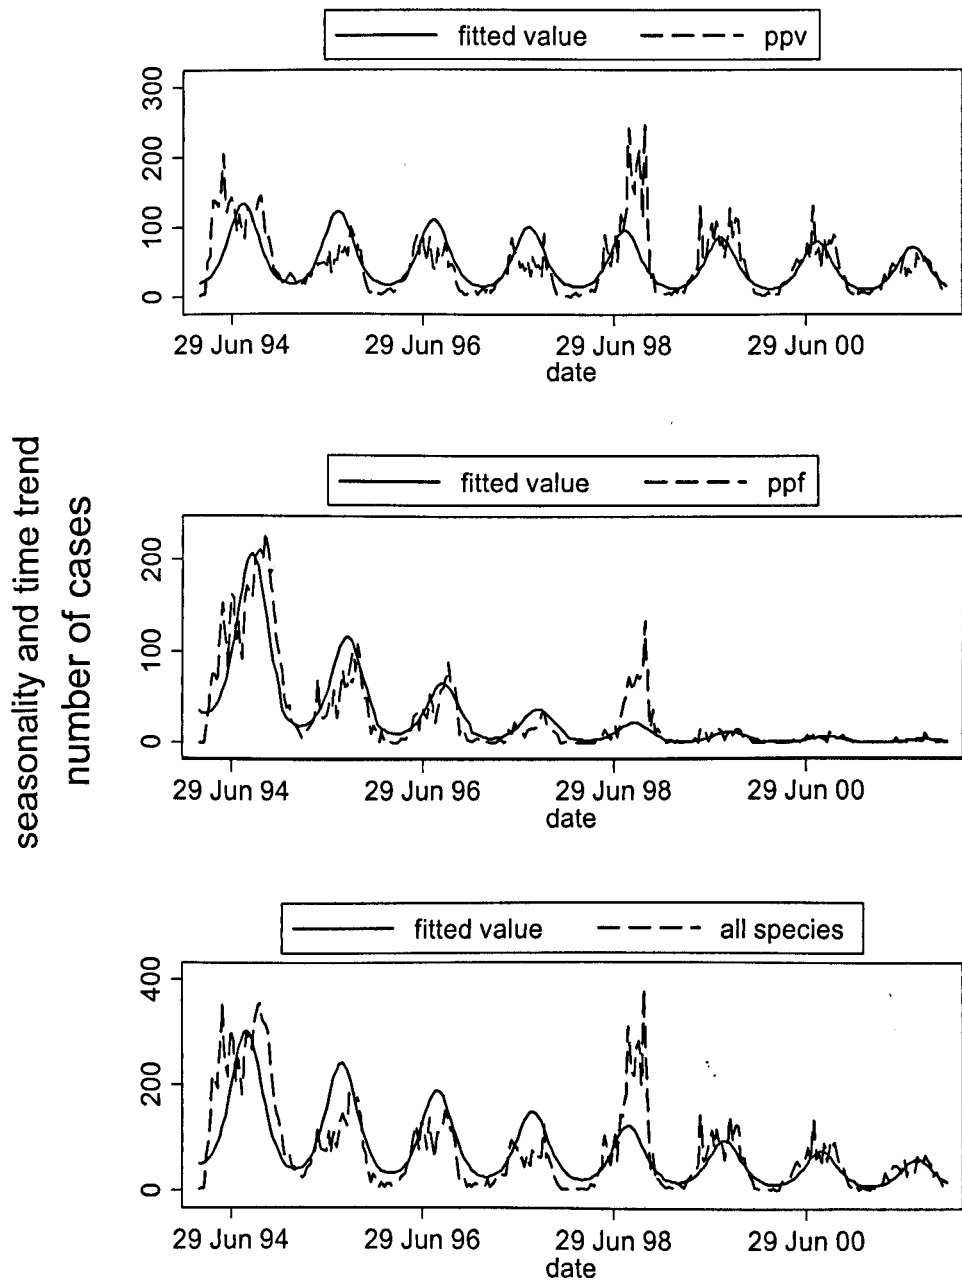 fitted value ppv
300
200
100
0
29 Jun 94 29 Jun 96 29 Jun 98 29 Jun 00
date
seasonality and time trend
number of cases
fitted value ppf
200
100
0
29 Jun 94 29 Jun 96 29 Jun 98 29 Jun 00
date
fitted value all species
400
200
0
29 Jun 94 29 Jun 96 29 Jun 98 29 Jun 00
date